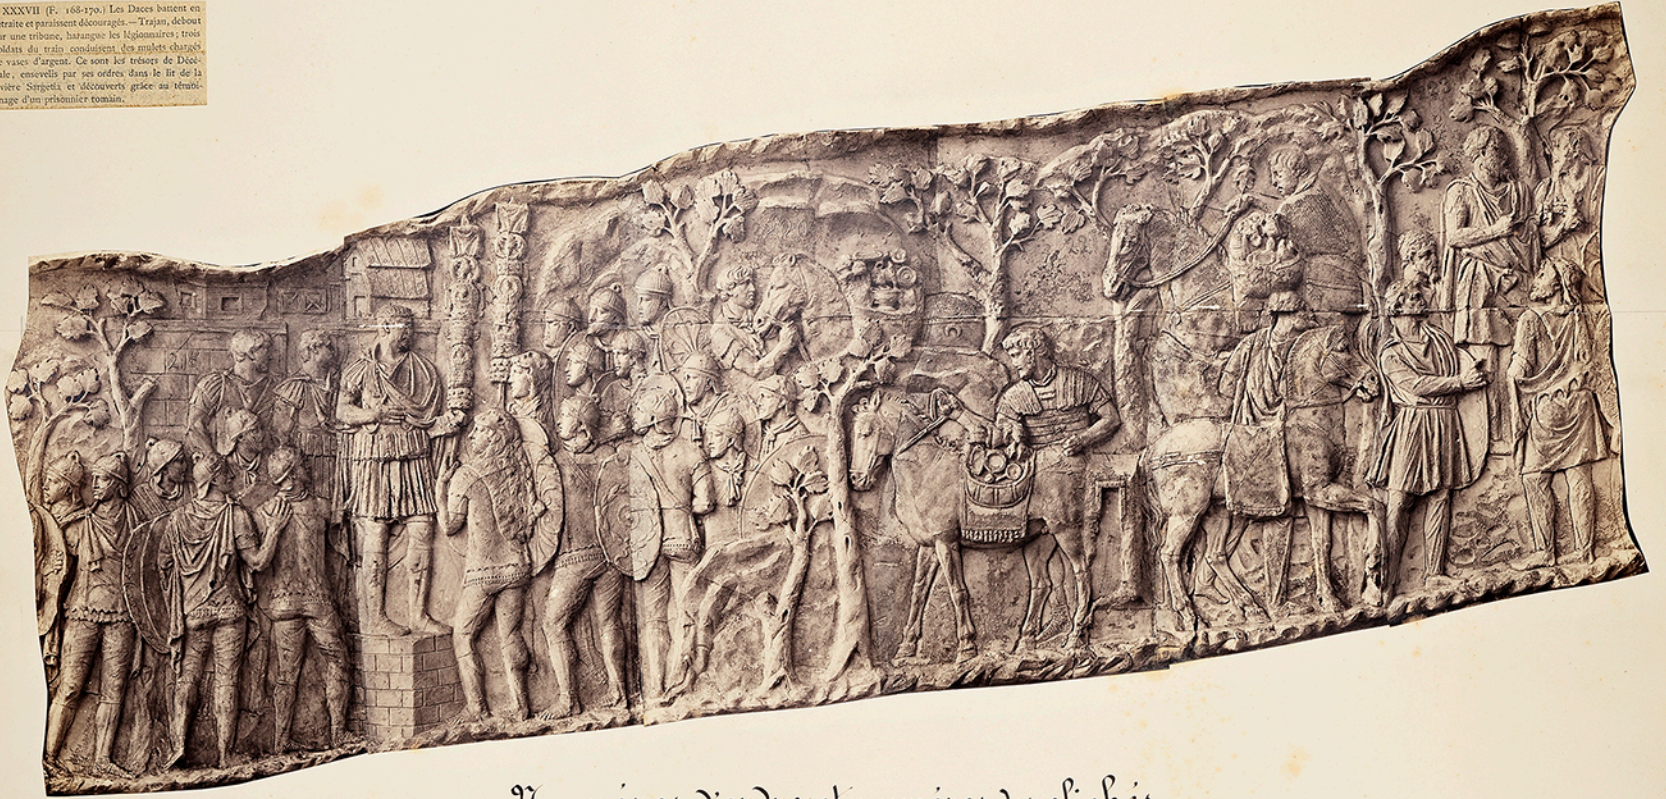 XXXVII (F. 168-170.) Les Daces battent en
etraite et paraissent découragés. — Trajan, debout
ur une tribune, harangue les légionnaires; trois
oldats du train conduisent des mulets chargés
e vases d'argent. Ce sont les trésors de Décé-
ale, ensevelis par ses ordres dans le lit de la
vière Sargetia et découverts grâce au témoi-
nage d'un prisonnier romain.